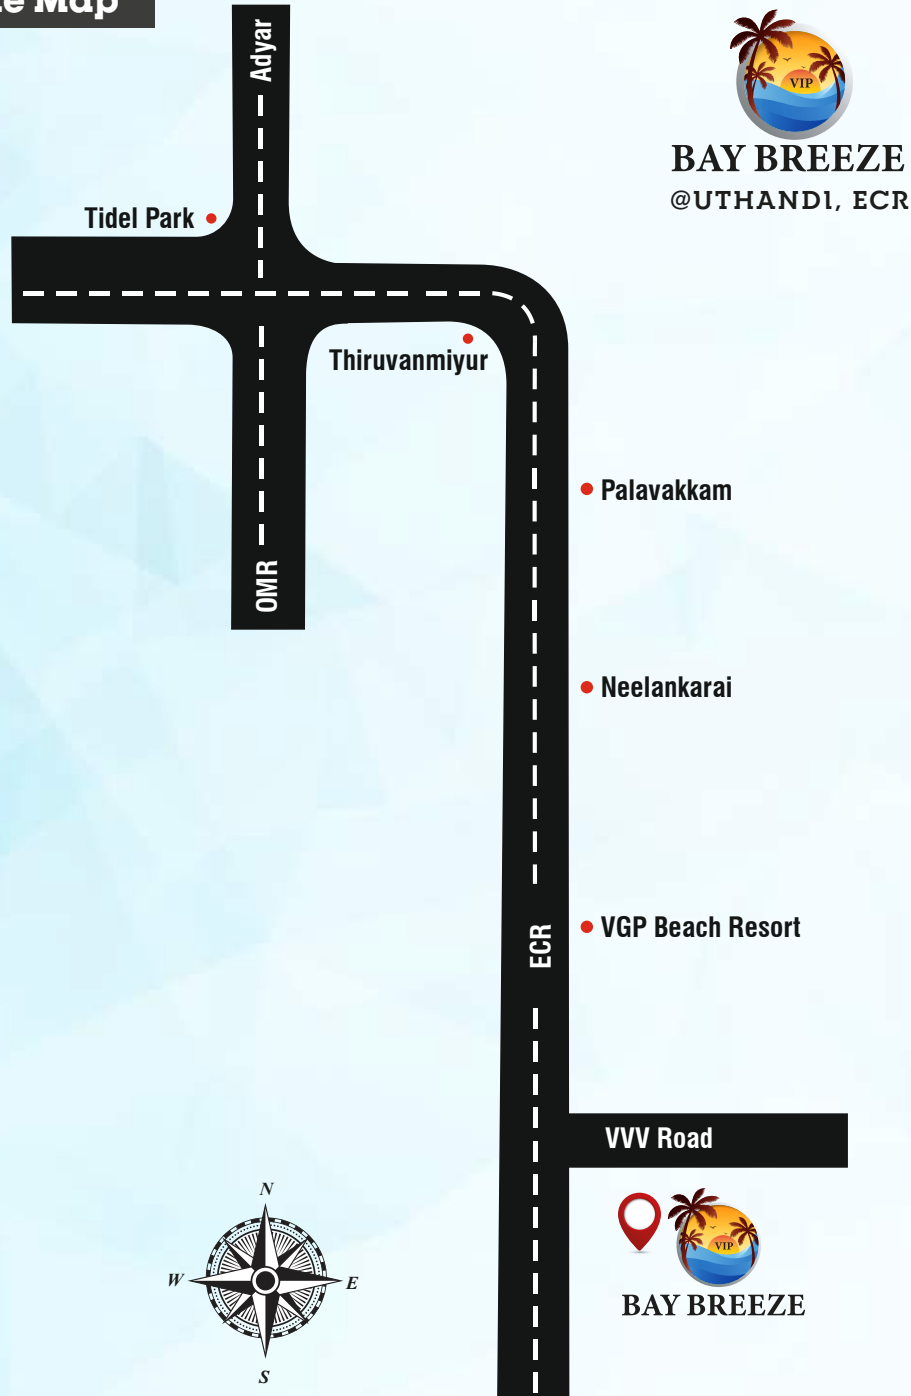 Map
Adyar
VIP
BAY BREEZE
@UTHANDI, ECR
Tidel Park
Thiruvanmiyur
Palavakkam
OMR
Neelankarai
VGP Beach Resort
ECR
VVV Road
N
W
E
S
VIP
BAY BREEZE